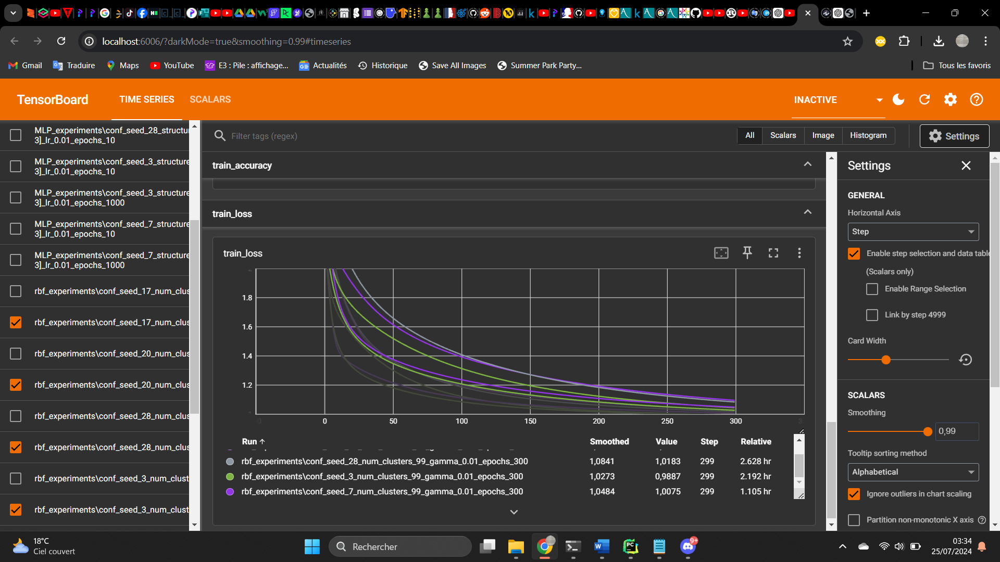 localhost:6006/?darkMode=true&smoothing=0.99#timeseries
Gmail
Traduire
Maps
YouTube
E3 : Pile : affichage...
Actualités
Historique
Save All Images
Summer Park Party...
Tous les favoris
TensorBoard
TIME SERIES
SCALARS
INACTIVE
MLP_experiments\conf_seed_28_structu
3]_lr_0.01_epochs_10
MLP_experiments\conf_seed_3_structure
3]_lr_0.01_epochs_10
MLP_experiments\conf_seed_3_structure
3]_lr_0.01_epochs_1000
MLP_experiments\conf_seed_7_structure
3]_lr_0.01_epochs_10
MLP_experiments\conf_seed_7_structure
3]_lr_0.01_epochs_1000
rbf_experiments\conf_seed_17_num_clus
rbf_experiments\conf_seed_17_num_clus
rbf_experiments\conf_seed_20_num_clus
rbf_experiments\conf_seed_20_num_clus
rbf_experiments\conf_seed_28_num_clus
rbf_experiments\conf_seed_28_num_clus
rbf_experiments\conf_seed_3_num_clust
rbf_experiments\conf_seed_3_num_clust
Filter tags (regex)
All
Scalars
Image
Histogram
Settings
train_accuracy
train_loss
train_loss
1.8
1.6
1.4
1.2
0
50
100
150
200
250
300
Run Smoothed Value Step Relative
rbf_experiments\conf_seed_28_num_clusters_99_gamma_0.01_epochs_300 1,0841 1,0183 299 2.628 hr
rbf_experiments\conf_seed_3_num_clusters_99_gamma_0.01_epochs_300 1,0273 0,9887 299 2.192 hr
rbf_experiments\conf_seed_7_num_clusters_99_gamma_0.01_epochs_300 1,0484 1,0075 299 1.105 hr
Settings
GENERAL
Horizontal Axis
Step
Enable step selection and data table
(Scalars only)
Enable Range Selection
Link by step 4999
Card Width
SCALARS
Smoothing
0,99
Tooltip sorting method
Alphabetical
Ignore outliers in chart scaling
Partition non-monotonic X axis
18°C
Ciel couvert
Rechercher
9+
03:34
25/07/2024